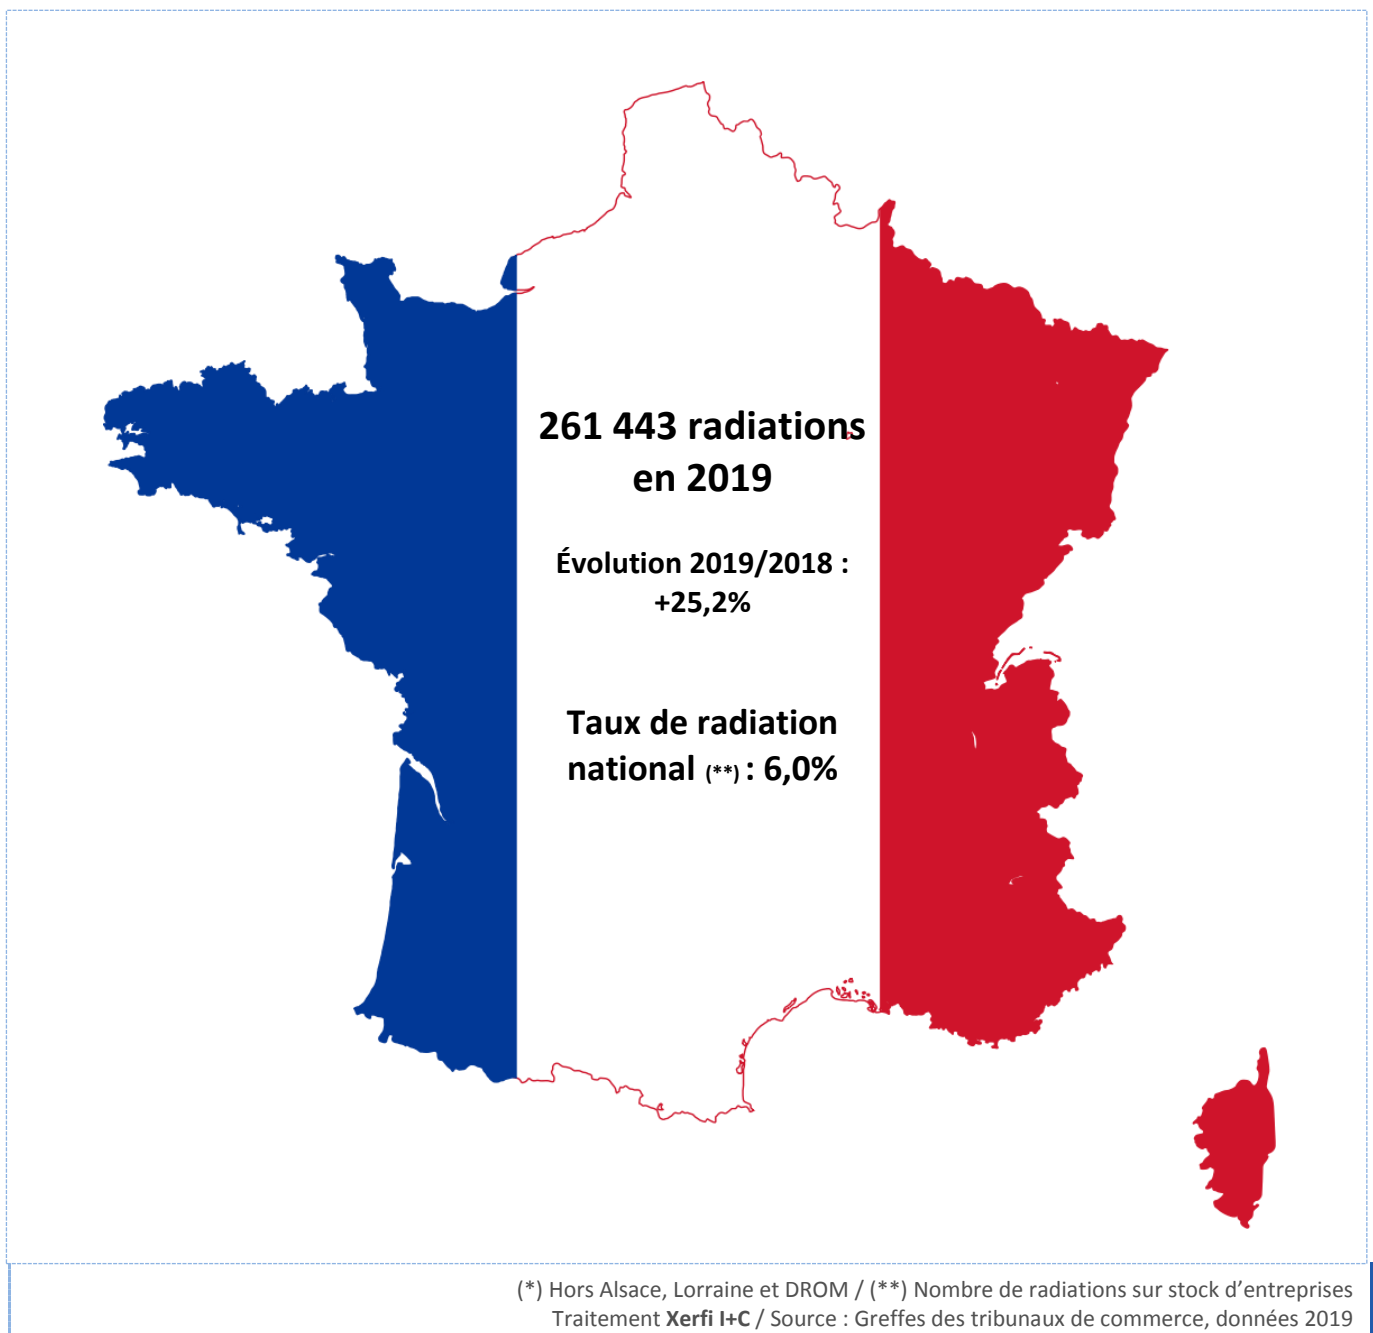 261 443 radiations
en 2019
Évolution 2019/2018 :
+25,2%
Taux de radiation
national (**) : 6,0%
(*) Hors Alsace, Lorraine et DROM / (**) Nombre de radiations sur stock d’entreprises
Traitement Xerfi I+C / Source : Greffes des tribunaux de commerce, données 2019